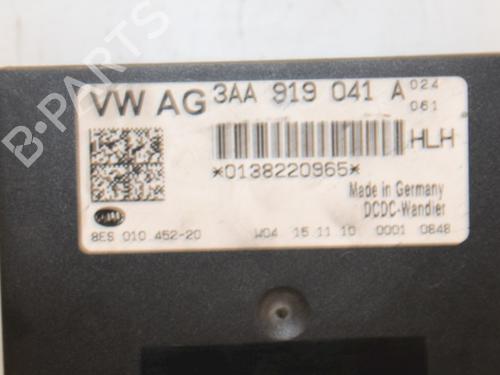 VW AG 3AA 919 041 A 024
061
HLH
*0138220965*
Made in Germany
DCDC-Wandler
8ES 010 452-20 W04 15.11.10 0001 0848